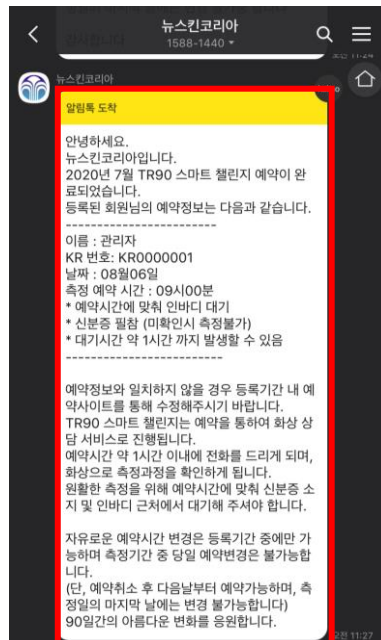 뉴스킨코리아
1588-1440
오전 11:24
뉴스킨코리아
알림톡 도착
안녕하세요.
뉴스킨코리아입니다.
2020년 7월 TR90 스마트 챌린지 예약이 완
료되었습니다.
등록된 회원님의 예약정보는 다음과 같습니다.
------------------------
이름 : 관리자
KR 번호: KR0000001
날짜 : 08월06일
측정 예약 시간 : 09시00분
* 예약시간에 맞춰 인바디 대기
* 신분증 필참 (미확인시 측정불가)
* 대기시간 약 1시간 까지 발생할 수 있음
-------------------------
예약정보와 일치하지 않을 경우 등록기간 내 예
약사이트를 통해 수정해주시기 바랍니다.
TR90 스마트 챌린지는 예약을 통하여 화상 상
담 서비스로 진행됩니다.
예약시간 약 1시간 이내에 전화를 드리게 되며,
화상으로 측정과정을 확인하게 됩니다.
원활한 측정을 위해 예약시간에 맞춰 신분증 소
지 및 인바디 근처에서 대기해 주셔야 합니다.
자유로운 예약시간 변경은 등록기간 중에만 가
능하며 측정기간 중 당일 예약변경은 불가능합
니다.
(단, 예약취소 후 다음날부터 예약가능하며, 측
정일의 마지막 날에는 변경 불가능합니다)
90일간의 아름다운 변화를 응원합니다.
오전 11:27